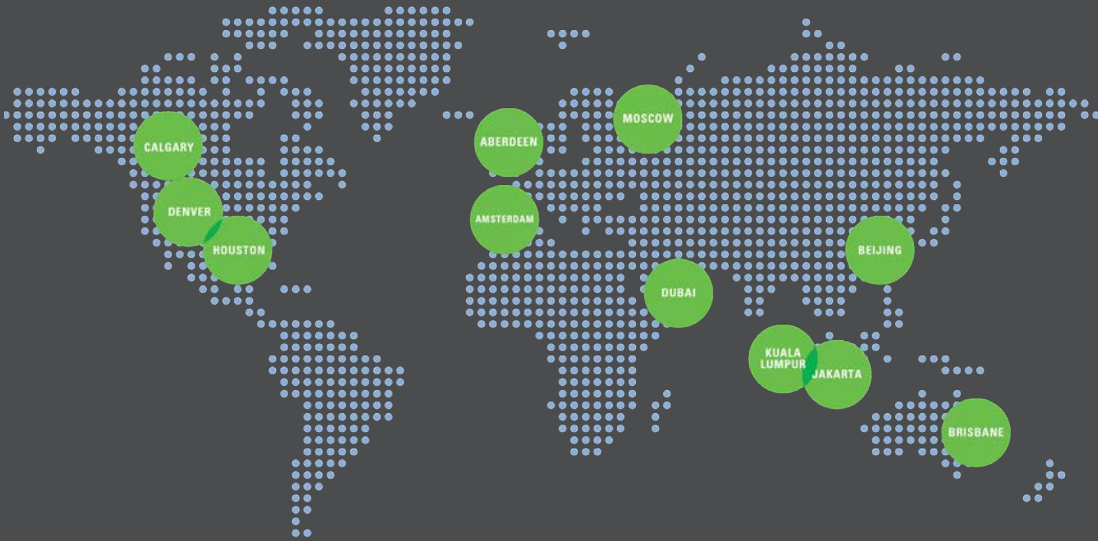 MOSCOW
ABERDEEN
CALGARY
DENVER
AMSTERDAM
HOUSTON
BEIJING
DUBAI
KUALA
LUMPUR
JAKARTA
BRISBANE